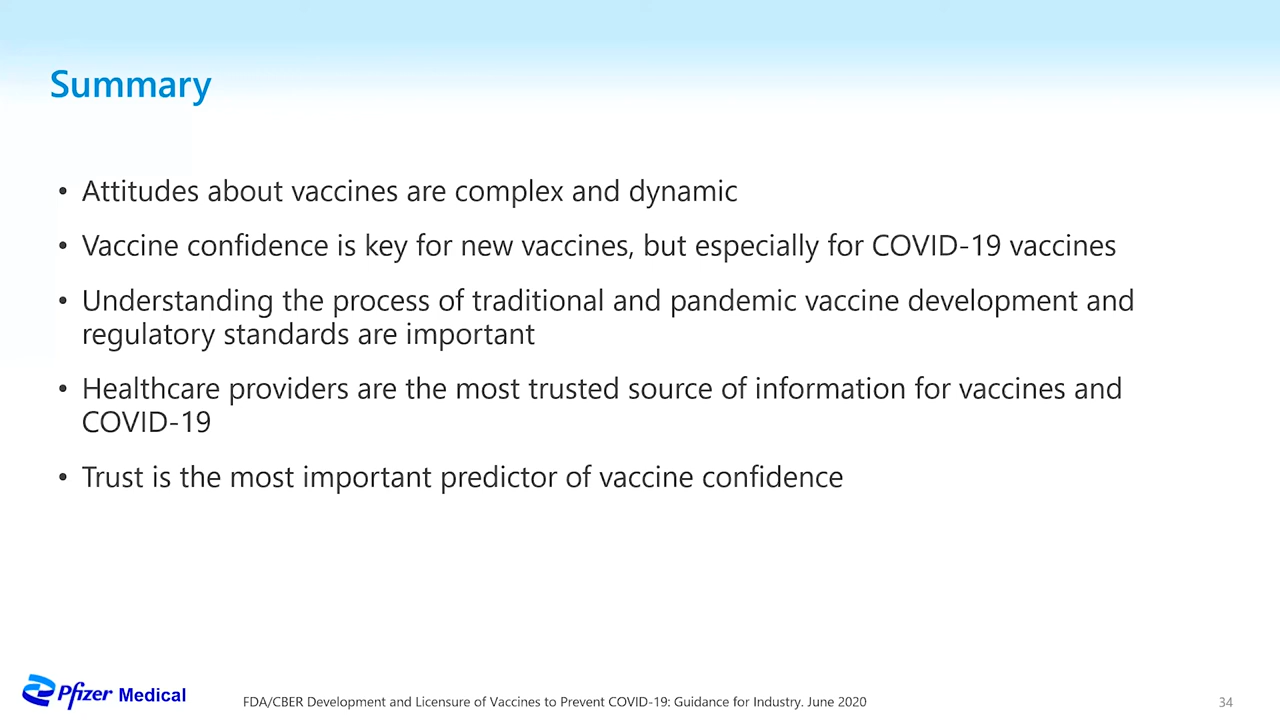 Summary
• Attitudes about vaccines are complex and dynamic
• Vaccine confidence is key for new vaccines, but especially for COVID-19 vaccines
• Understanding the process of traditional and pandemic vaccine development and
regulatory standards are important
• Healthcare providers are the most trusted source of information for vaccines and
COVID-19
• Trust is the most important predictor of vaccine confidence
Pfizer Medical
FDA/CBER Development and Licensure of Vaccines to Prevent COVID-19: Guidance for Industry. June 2020
34